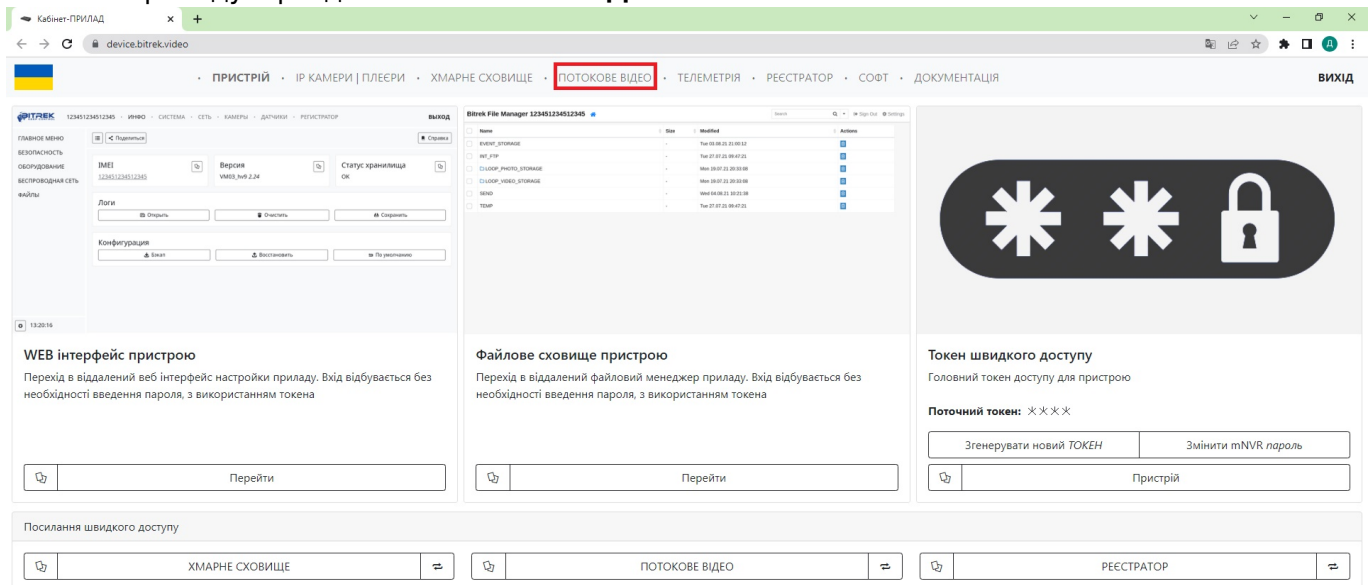 Кабінет-ПРИЛАД
device.bitrek.video
ПРИСТРІЙ · IP КАМЕРИ | ПЛЕЄРИ · ХМАРНЕ СХОВИЩЕ · ПОТОКОВЕ ВІДЕО · ТЕЛЕМЕТРІЯ · РЕЄСТРАТОР · СОФТ · ДОКУМЕНТАЦІЯ
ВИХІД
BITREK 123451234512345 · ИНФО · СИСТЕМА · СЕТЬ · КАМЕРЫ · ДАТЧИКИ · РЕГИСТРАТОР ВЫХОД
ГЛАВНОЕ МЕНЮ
БЕЗОПАСНОСТЬ
ОБОРУДОВАНИЕ
БЕСПРОВОДНАЯ СЕТЬ
ФАЙЛЫ
Поделиться
Справка
IMEI
123451234512345
Версия
VM03_hv9 2.24
Статус хранилища
OK
Логи
Открыть
Очистить
Сохранить
Конфигурация
Бэкап
Восстановить
По умолчанию
13:20:16
Bitrek File Manager 123451234512345
Search
Sign Out
Settings
Name Size Modified Actions
EVENT_STORAGE - Tue 03.08.21 21:00:12
INT_FTP - Tue 27.07.21 09:47:21
LOOP_PHOTO_STORAGE - Mon 19.07.21 20:33:08
LOOP_VIDEO_STORAGE - Mon 19.07.21 20:33:08
SEND - Wed 04.08.21 10:21:38
TEMP - Tue 27.07.21 09:47:21
WEB інтерфейс пристрою
Перехід в віддалений веб інтерфейс настройки приладу. Вхід відбувається без
необхідності введення пароля, з використанням токена
Перейти
Файлове сховище пристрою
Перехід в віддалений файловий менеджер приладу. Вхід відбувається без
необхідності введення пароля, з використанням токена
Перейти
Токен швидкого доступу
Головний токен доступу для пристрою
Поточний токен: ****
Згенерувати новий ТОКЕН
Змінити mNVR пароль
Пристрій
Посилання швидкого доступу
ХМАРНЕ СХОВИЩЕ
ПОТОКОВЕ ВІДЕО
РЕЄСТРАТОР